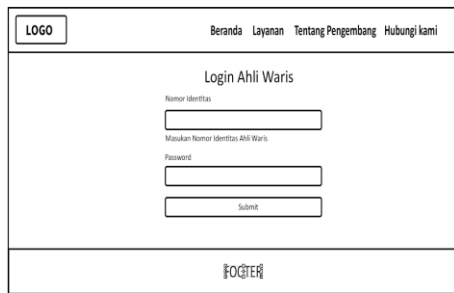 LOGO
Beranda Layanan Tentang Pengembang Hubungi kami
Login Ahli Waris
Nomor Identitas
Masukan Nomor Identitas Ahli Waris
Password
Submit
FOOTER